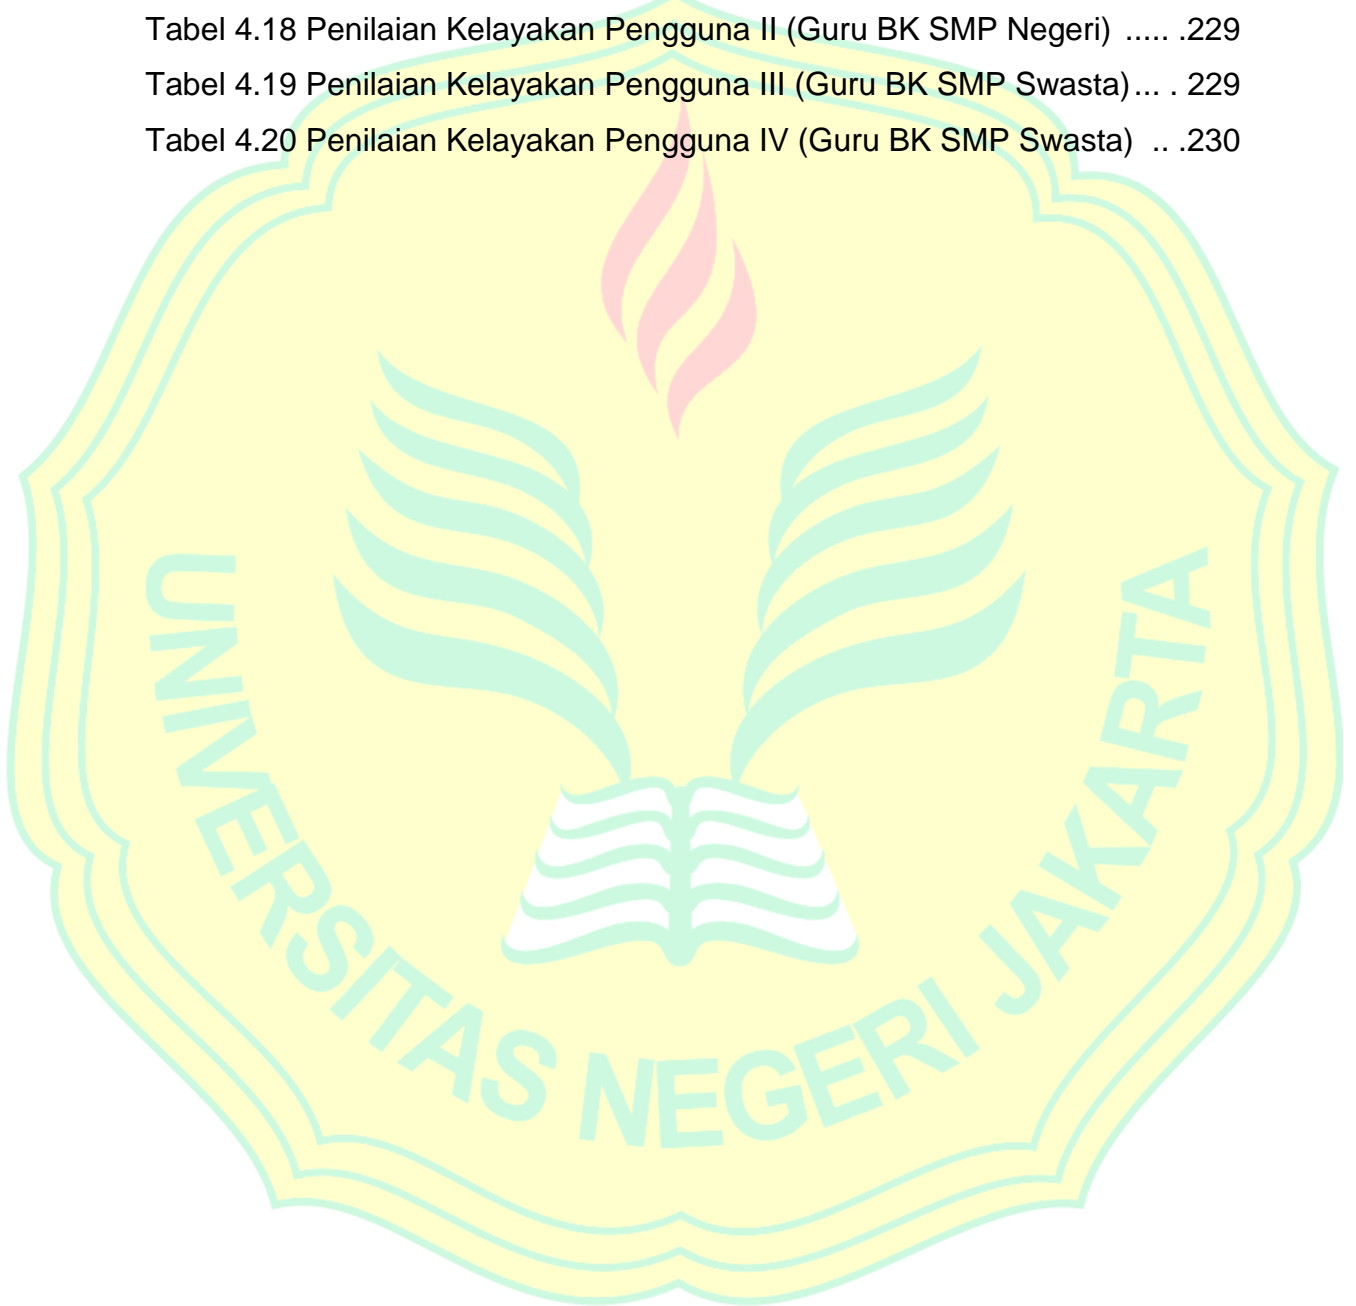 Tabel 4.18 Penilaian Kelayakan Pengguna II (Guru BK SMP Negeri) ..... .229
Tabel 4.19 Penilaian Kelayakan Pengguna III (Guru BK SMP Swasta)... . 229
Tabel 4.20 Penilaian Kelayakan Pengguna IV (Guru BK SMP Swasta) .. .230
UNIVERSITAS NEGERI JAKARTA